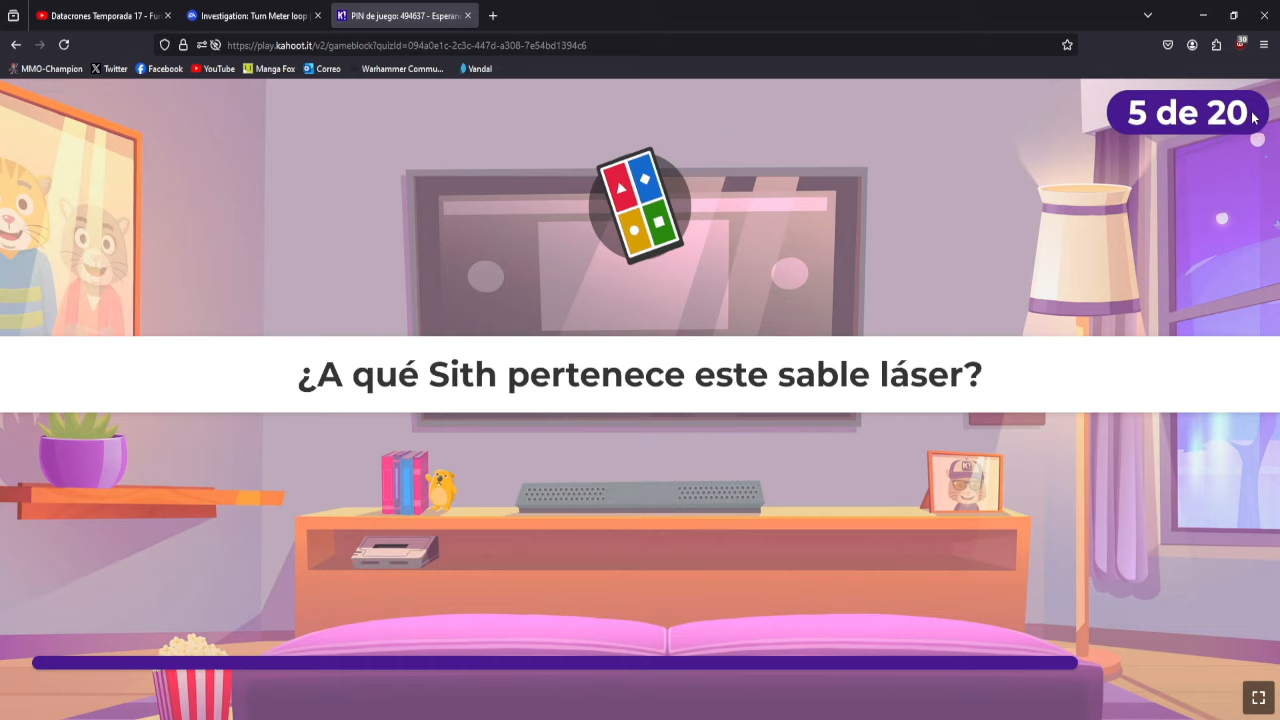 Datacrones Temporada 17 - Fu
Investigation: Turn Meter loop
PIN de juego: 494637 - Esperan
https://play.kahoot.it/v2/gameblock?quizId=094a0e1c-2c3c-447d-a308-7e54bd1394c6
30
MMO-Champion
Twitter
Facebook
YouTube
Manga Fox
Correo
Warhammer Commu...
Vandal
5 de 20
¿A qué Sith pertenece este sable láser?